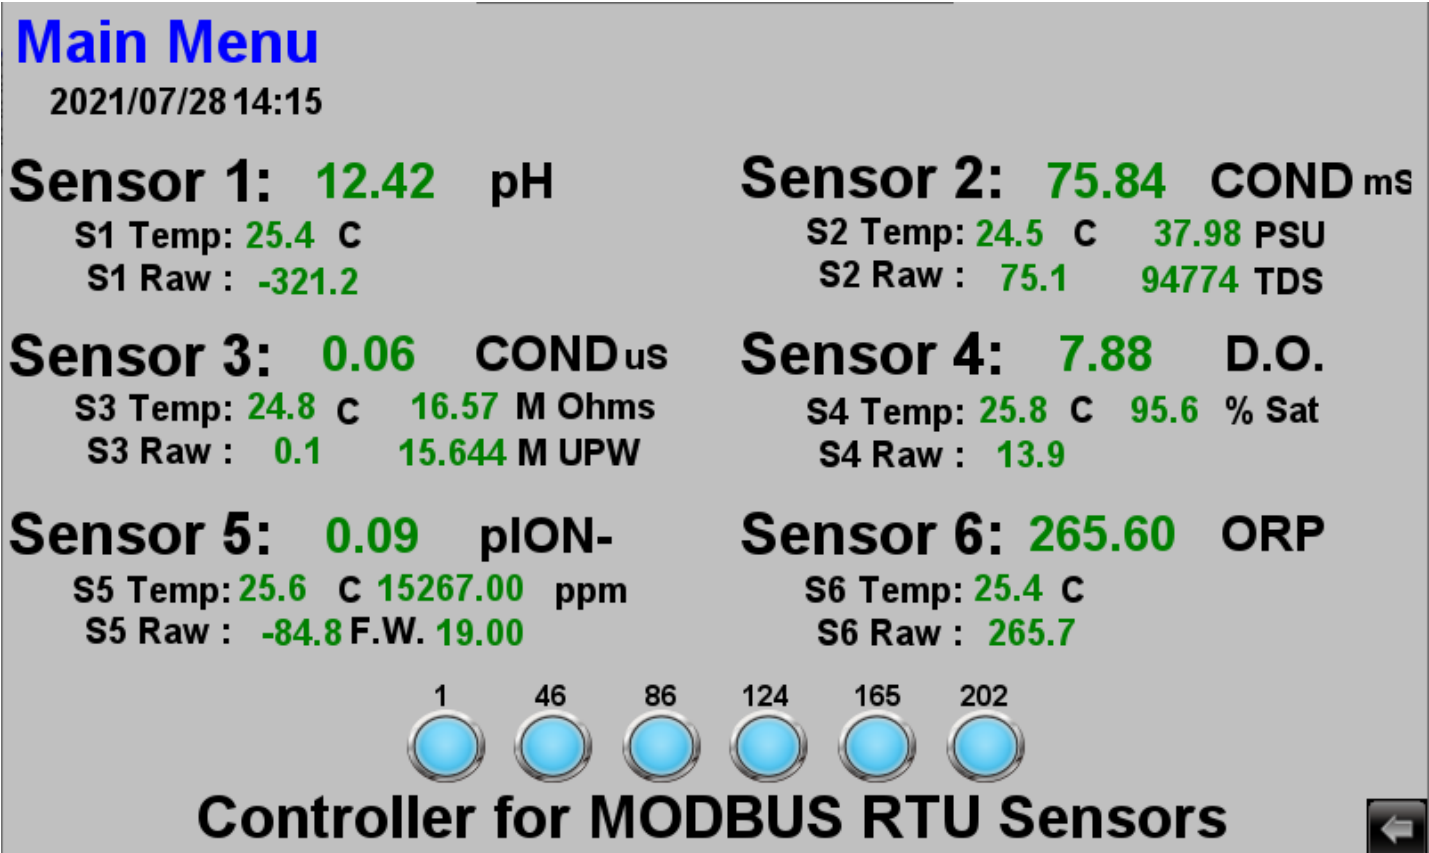 Main Menu
2021/07/28 14:15
Sensor 1: 12.42 pH
S1 Temp: 25.4 C
S1 Raw : -321.2
Sensor 2: 75.84 COND mS
S2 Temp: 24.5 C 37.98 PSU
S2 Raw : 75.1 94774 TDS
Sensor 3: 0.06 COND uS
S3 Temp: 24.8 C 16.57 M Ohms
S3 Raw : 0.1 15.644 M UPW
Sensor 4: 7.88 D.O.
S4 Temp: 25.8 C 95.6 % Sat
S4 Raw : 13.9
Sensor 5: 0.09 pION-
S5 Temp: 25.6 C 15267.00 ppm
S5 Raw : -84.8 F.W. 19.00
Sensor 6: 265.60 ORP
S6 Temp: 25.4 C
S6 Raw : 265.7
1 46 86 124 165 202
Controller for MODBUS RTU Sensors